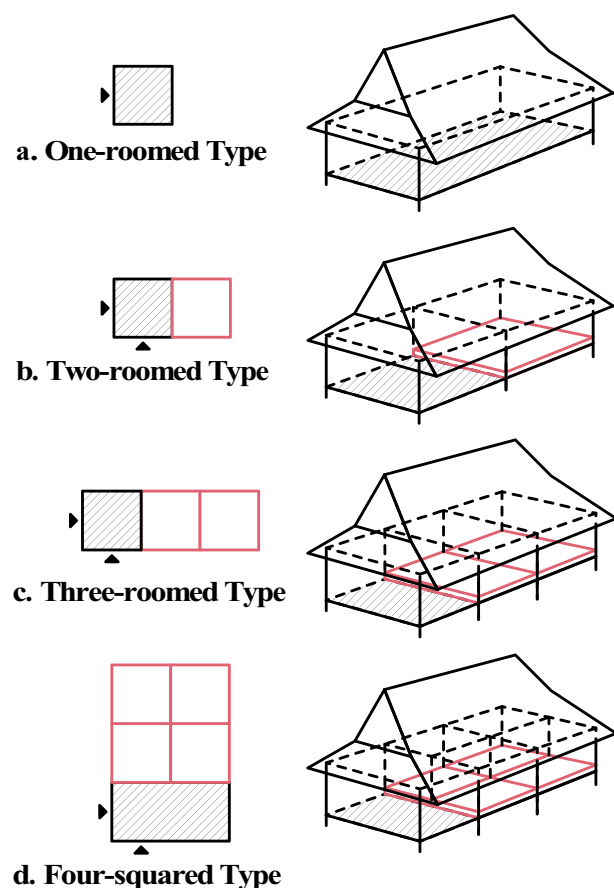 a. One-roomed Type
b. Two-roomed Type
c. Three-roomed Type
d. Four-squared Type